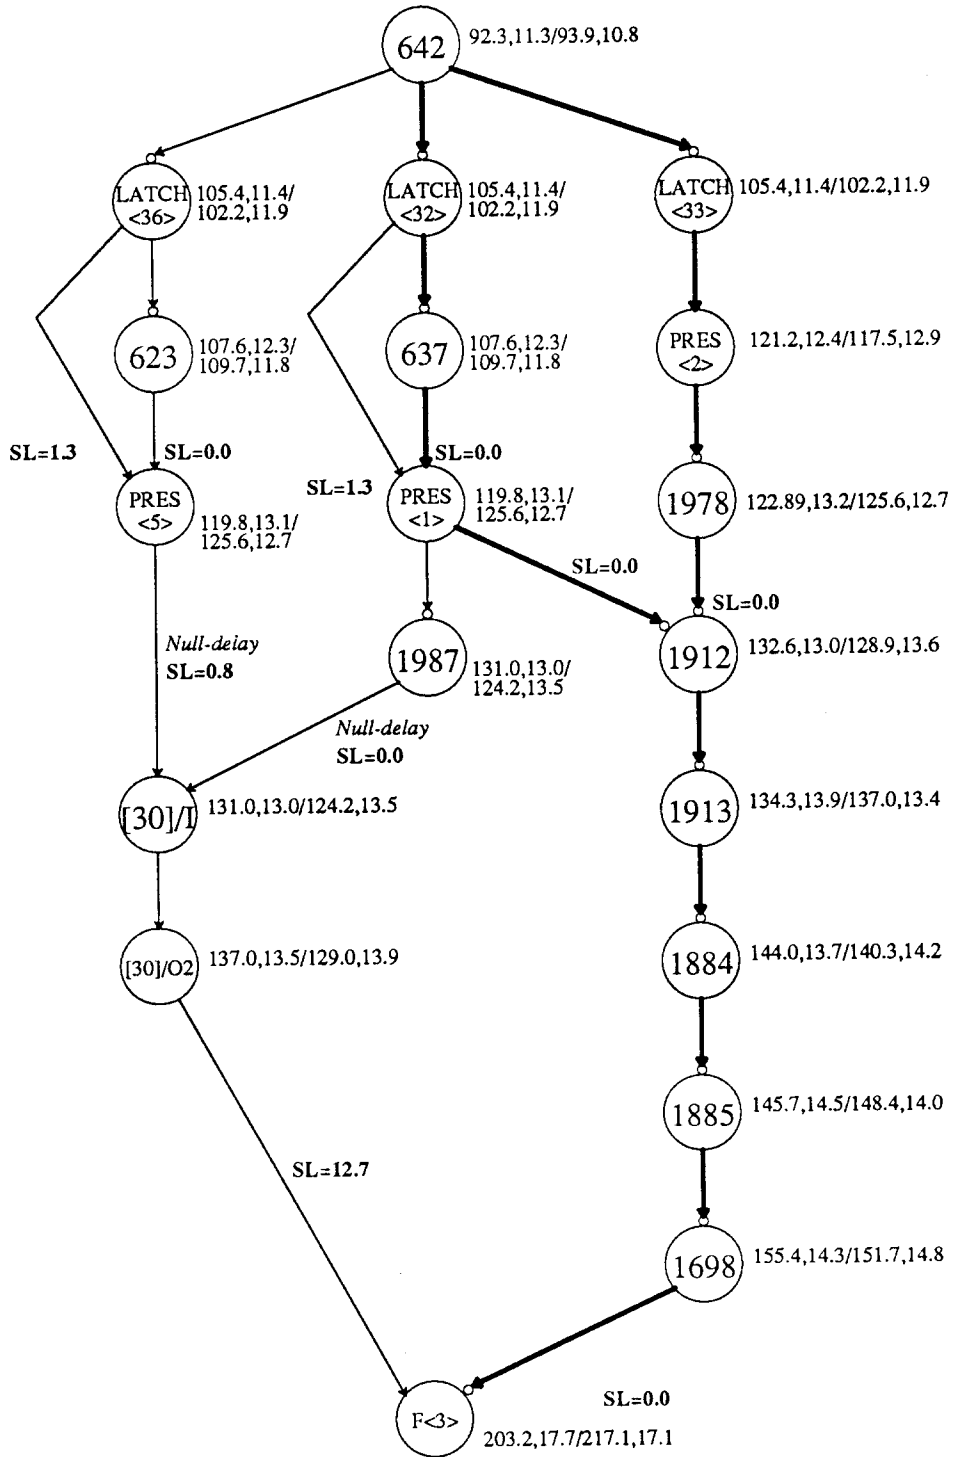 642
92.3,11.3/93.9,10.8
LATCH
<36>
105.4,11.4/
102.2,11.9
LATCH
<32>
105.4,11.4/
102.2,11.9
LATCH
<33>
105.4,11.4/102.2,11.9
623
107.6,12.3/
109.7,11.8
637
107.6,12.3/
109.7,11.8
PRES
<2>
121.2,12.4/117.5,12.9
SL=1.3
SL=0.0
SL=1.3
SL=0.0
PRES
<5>
119.8,13.1/
125.6,12.7
PRES
<1>
119.8,13.1/
125.6,12.7
1978
122.89,13.2/125.6,12.7
SL=0.0
SL=0.0
Null-delay
SL=0.8
1987
131.0,13.0/
124.2,13.5
1912
132.6,13.0/128.9,13.6
Null-delay
SL=0.0
[30]/I
131.0,13.0/124.2,13.5
1913
134.3,13.9/137.0,13.4
[30]/O2
137.0,13.5/129.0,13.9
1884
144.0,13.7/140.3,14.2
1885
145.7,14.5/148.4,14.0
SL=12.7
1698
155.4,14.3/151.7,14.8
SL=0.0
F<3>
203.2,17.7/217.1,17.1